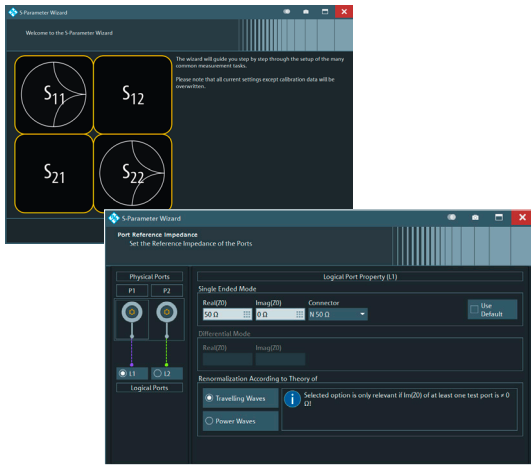 S-Parameter Wizard
Welcome to the S-Parameter Wizard
The wizard will guide you step by step through the setup of the many
common measurement tasks.
Please note that all current settings except calibration data will be
overwritten.
S11 S12
S21 S22
S-Parameter Wizard
Port Reference Impedance
Set the Reference Impedance of the Ports
Physical Ports
P1 P2
L1 L2
Logical Ports
Logical Port Property (L1)
Single Ended Mode
Real(Z0) Imag(Z0) Connector
50 Ω 0 Ω N 50 Ω
Use
Default
Differential Mode
Real(Z0) Imag(Z0)
Renormalization According to Theory of
Travelling Waves
Power Waves
Selected option is only relevant if Im(Z0) of at least one test port is ≠ 0
Ω!